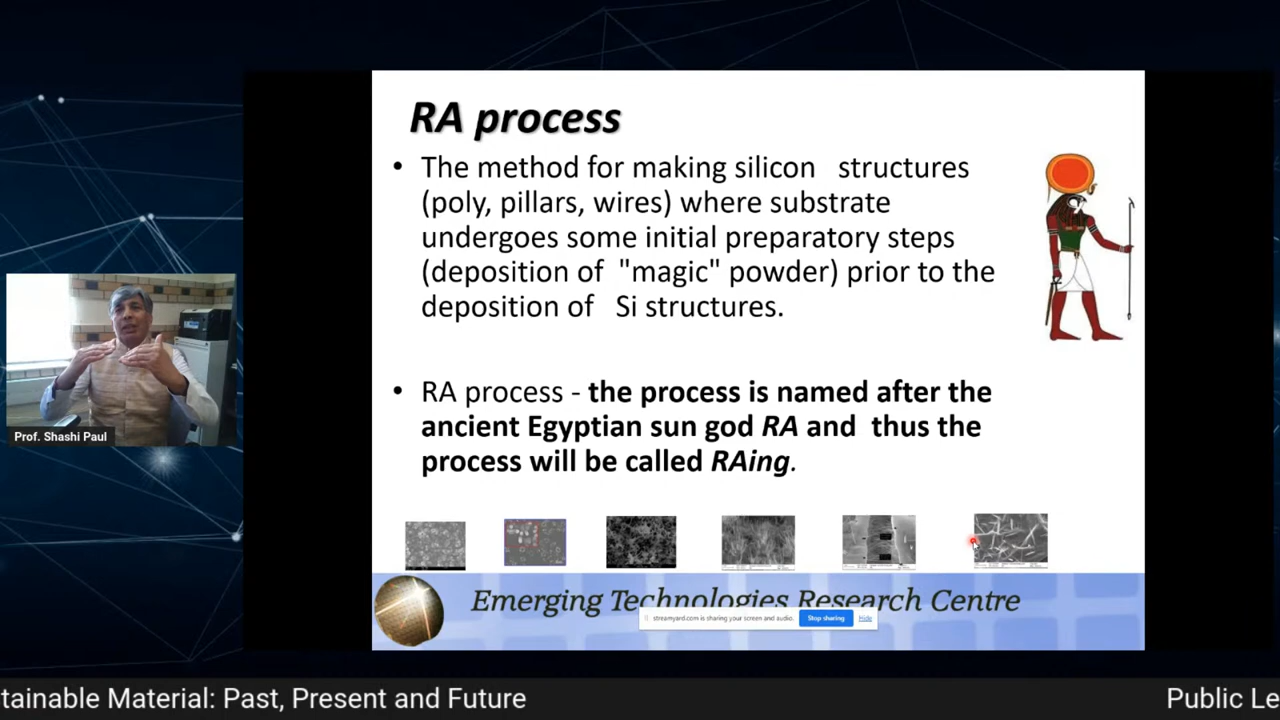 RA process
• The method for making silicon structures
(poly, pillars, wires) where substrate
undergoes some initial preparatory steps
(deposition of "magic" powder) prior to the
deposition of Si structures.
• RA process - the process is named after the
ancient Egyptian sun god RA and thus the
process will be called RAing.
Prof. Shashi Paul
Emerging Technologies Research Centre
streamyard.com is sharing your screen and audio. Stop sharing Hide
tainable Material: Past, Present and Future
Public Le